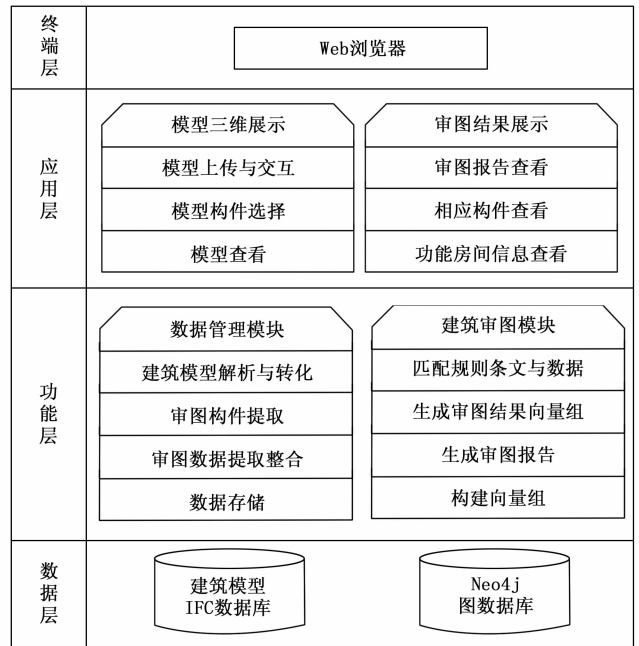 终端层
Web浏览器
应用层
模型三维展示
模型上传与交互
模型构件选择
模型查看
审图结果展示
审图报告查看
相应构件查看
功能房间信息查看
功能层
数据管理模块
建筑模型解析与转化
审图构件提取
审图数据提取整合
数据存储
建筑审图模块
匹配规则条文与数据
生成审图结果向量组
生成审图报告
构建向量组
数据层
建筑模型
IFC数据库
Neo4j
图数据库